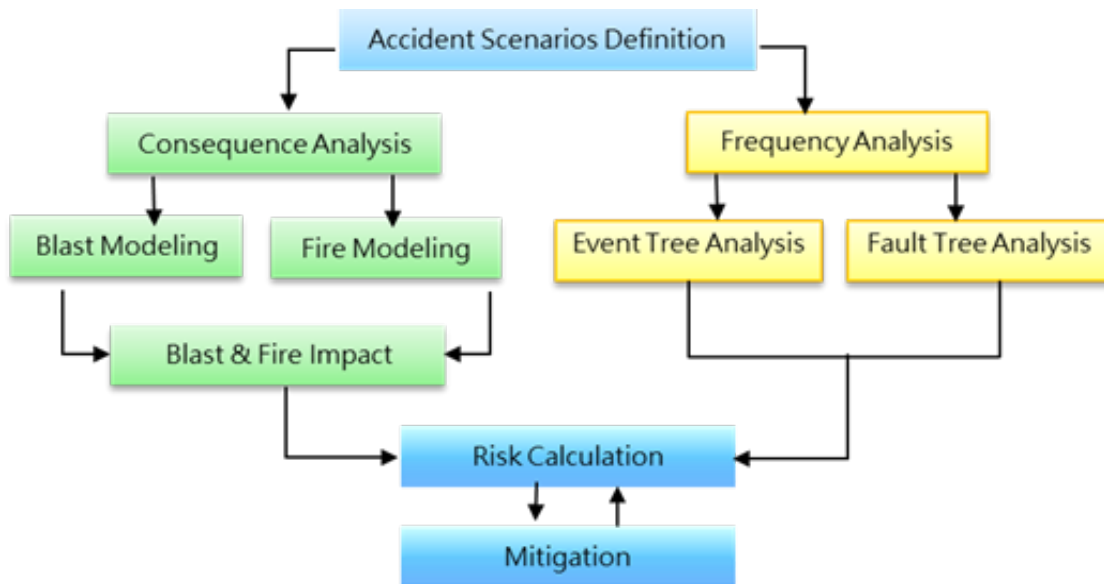 Accident Scenarios Definition
Consequence Analysis
Frequency Analysis
Blast Modeling
Fire Modeling
Event Tree Analysis
Fault Tree Analysis
Blast & Fire Impact
Risk Calculation
Mitigation